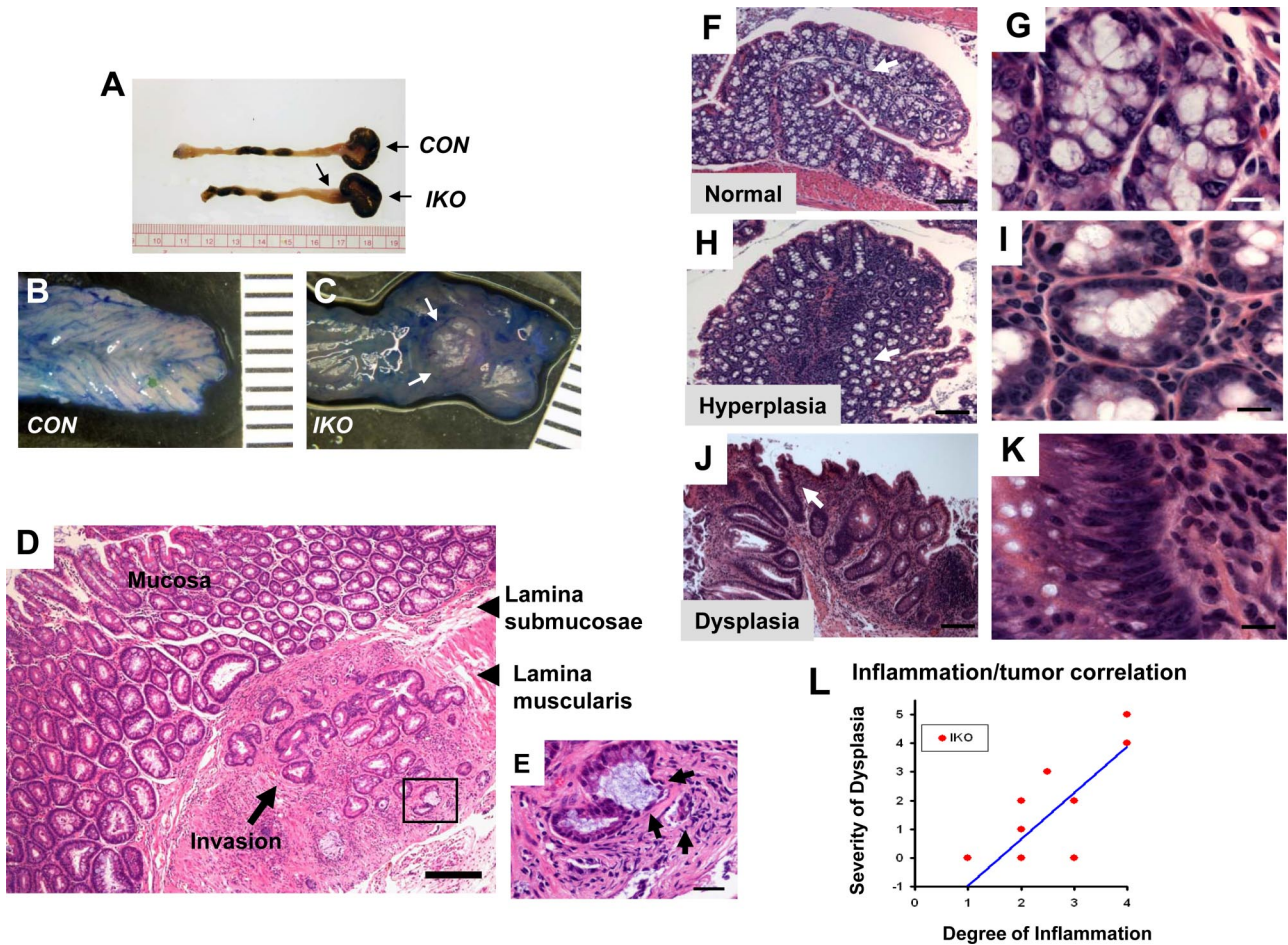 A
CON
IKO
10 11 12 13 14 15 16 17 18 19
B
CON
C
IKO
D
Mucosa
Lamina
submucosae
Lamina
muscularis
Invasion
E
F
Normal
G
H
Hyperplasia
I
J
Dysplasia
K
L
Inflammation/tumor correlation
Severity of Dysplasia
5
4
3
2
1
0
-1
IKO
0 1 2 3 4
Degree of Inflammation